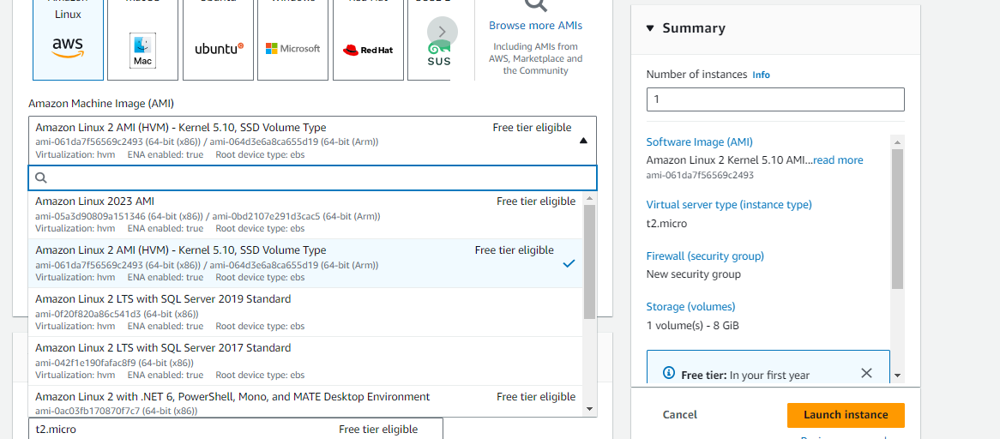 Linux
aws
Mac
ubuntu
Microsoft
Red Hat
SUS
Browse more AMIs
Including AMIs from
AWS, Marketplace and
the Community
Amazon Machine Image (AMI)
Amazon Linux 2 AMI (HVM) - Kernel 5.10, SSD Volume Type
Free tier eligible
ami-061da7f56569c2493 (64-bit (x86)) / ami-064d3e6a8ca655d19 (64-bit (Arm))
Virtualization: hvm ENA enabled: true Root device type: ebs
Amazon Linux 2023 AMI
Free tier eligible
ami-05a3d90809a151346 (64-bit (x86)) / ami-0bd2107e291d3cac5 (64-bit (Arm))
Virtualization: hvm ENA enabled: true Root device type: ebs
Amazon Linux 2 AMI (HVM) - Kernel 5.10, SSD Volume Type
Free tier eligible
ami-061da7f56569c2493 (64-bit (x86)) / ami-064d3e6a8ca655d19 (64-bit (Arm))
Virtualization: hvm ENA enabled: true Root device type: ebs
Amazon Linux 2 LTS with SQL Server 2019 Standard
ami-0f20f820a86c541d3 (64-bit (x86))
Virtualization: hvm ENA enabled: true Root device type: ebs
Amazon Linux 2 LTS with SQL Server 2017 Standard
ami-042f1e190fafac8f9 (64-bit (x86))
Virtualization: hvm ENA enabled: true Root device type: ebs
Amazon Linux 2 with .NET 6, PowerShell, Mono, and MATE Desktop Environment
Free tier eligible
ami-0ac03fb170870f7c7 (64-bit (x86))
t2.micro
Free tier eligible
Summary
Number of instances Info
1
Software Image (AMI)
Amazon Linux 2 Kernel 5.10 AMI...read more
ami-061da7f56569c2493
Virtual server type (instance type)
t2.micro
Firewall (security group)
New security group
Storage (volumes)
1 volume(s) - 8 GiB
Free tier: In your first year
Cancel
Launch instance